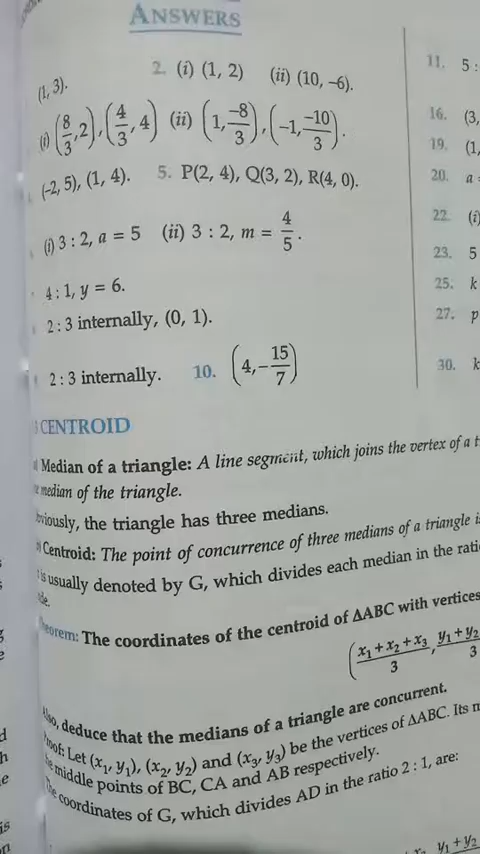 ANSWERS
(1, 3).
2. (i) (1, 2) (ii) (10, –6).
(i) (8/3, 2), (4/3, 4) (ii) (1, –8/3), (–1, –10/3).
(–2, 5), (1, 4). 5. P(2, 4), Q(3, 2), R(4, 0).
(i) 3 : 2, a = 5 (ii) 3 : 2, m = 4/5.
4 : 1, y = 6.
2 : 3 internally, (0, 1).
2 : 3 internally. 10. (4, –15/7)
11. 5 :
16. (3,
19. (1,
20. a
22. (i)
23. 5
25. k
27. p
30. k
CENTROID
Median of a triangle: A line segment, which joins the vertex of a t
median of the triangle.
viously, the triangle has three medians.
Centroid: The point of concurrence of three medians of a triangle i
is usually denoted by G, which divides each median in the rati
de.
eorem: The coordinates of the centroid of ΔABC with vertices
(x₁ + x₂ + x₃/3, y₁ + y₂/3
Also, deduce that the medians of a triangle are concurrent.
Proof: Let (x₁, y₁), (x₂, y₂) and (x₃, y₃) be the vertices of ΔABC. Its m
he middle points of BC, CA and AB respectively.
The coordinates of G, which divides AD in the ratio 2 : 1, are:
y₁ + y₂